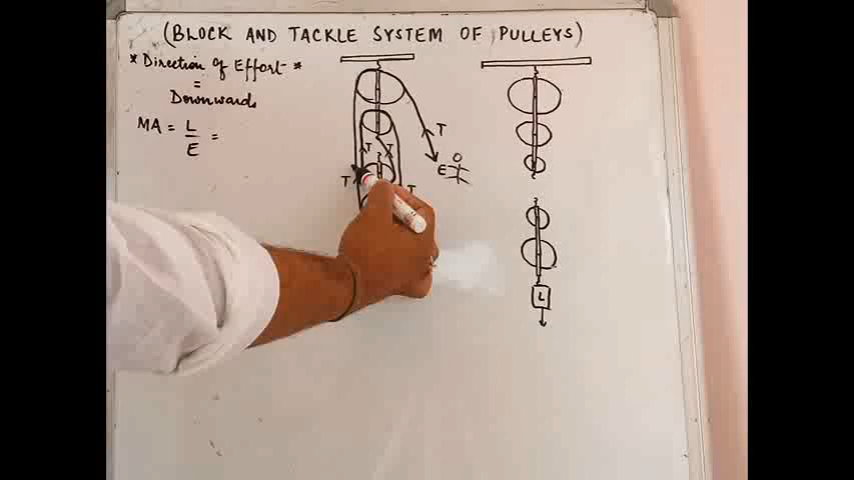 (BLOCK AND TACKLE SYSTEM OF PULLEYS)
* Direction of Effort *
=
Downwards
MA = L/E =
T
T T
E
T T
L